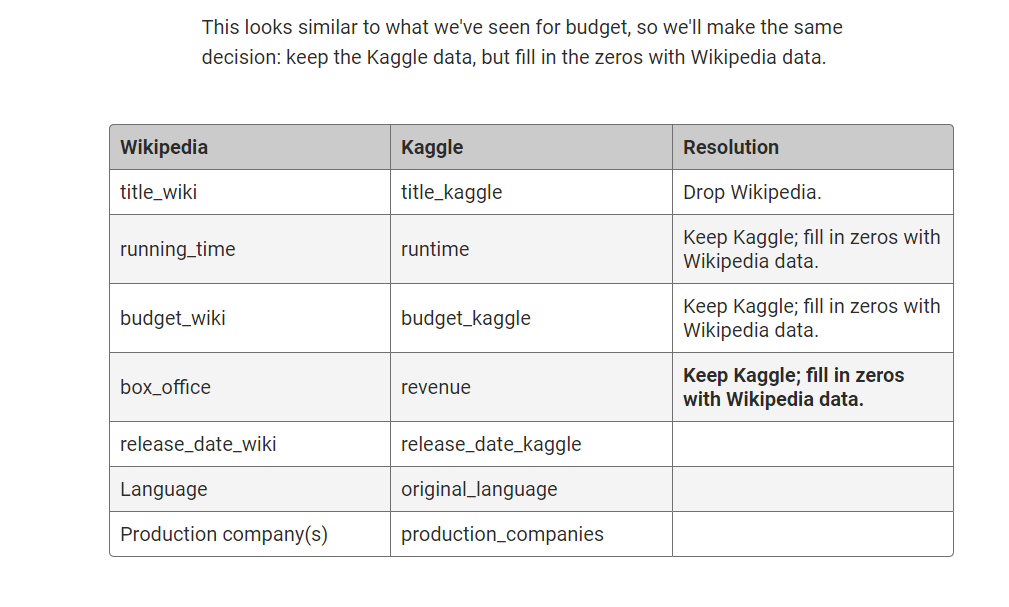 This looks similar to what we've seen for budget, so we'll make the same
decision: keep the Kaggle data, but fill in the zeros with Wikipedia data.
Wikipedia Kaggle Resolution
title_wiki title_kaggle Drop Wikipedia.
running_time runtime Keep Kaggle; fill in zeros with
Wikipedia data.
budget_wiki budget_kaggle Keep Kaggle; fill in zeros with
Wikipedia data.
box_office revenue Keep Kaggle; fill in zeros
with Wikipedia data.
release_date_wiki release_date_kaggle
Language original_language
Production company(s) production_companies